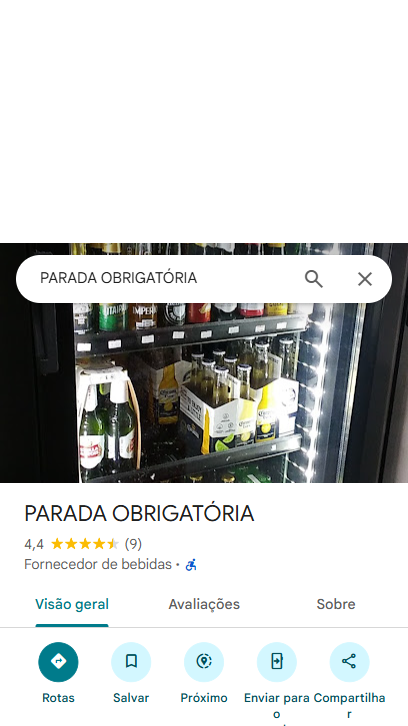 PARADA OBRIGATÓRIA
PARADA OBRIGATÓRIA
4,4 (9)
Fornecedor de bebidas ·
Visão geral Avaliações Sobre
Rotas Salvar Próximo Enviar para o Compartilhar